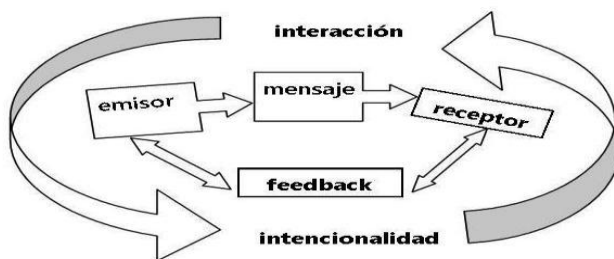 interacción
emisor
mensaje
receptor
feedback
intencionalidad